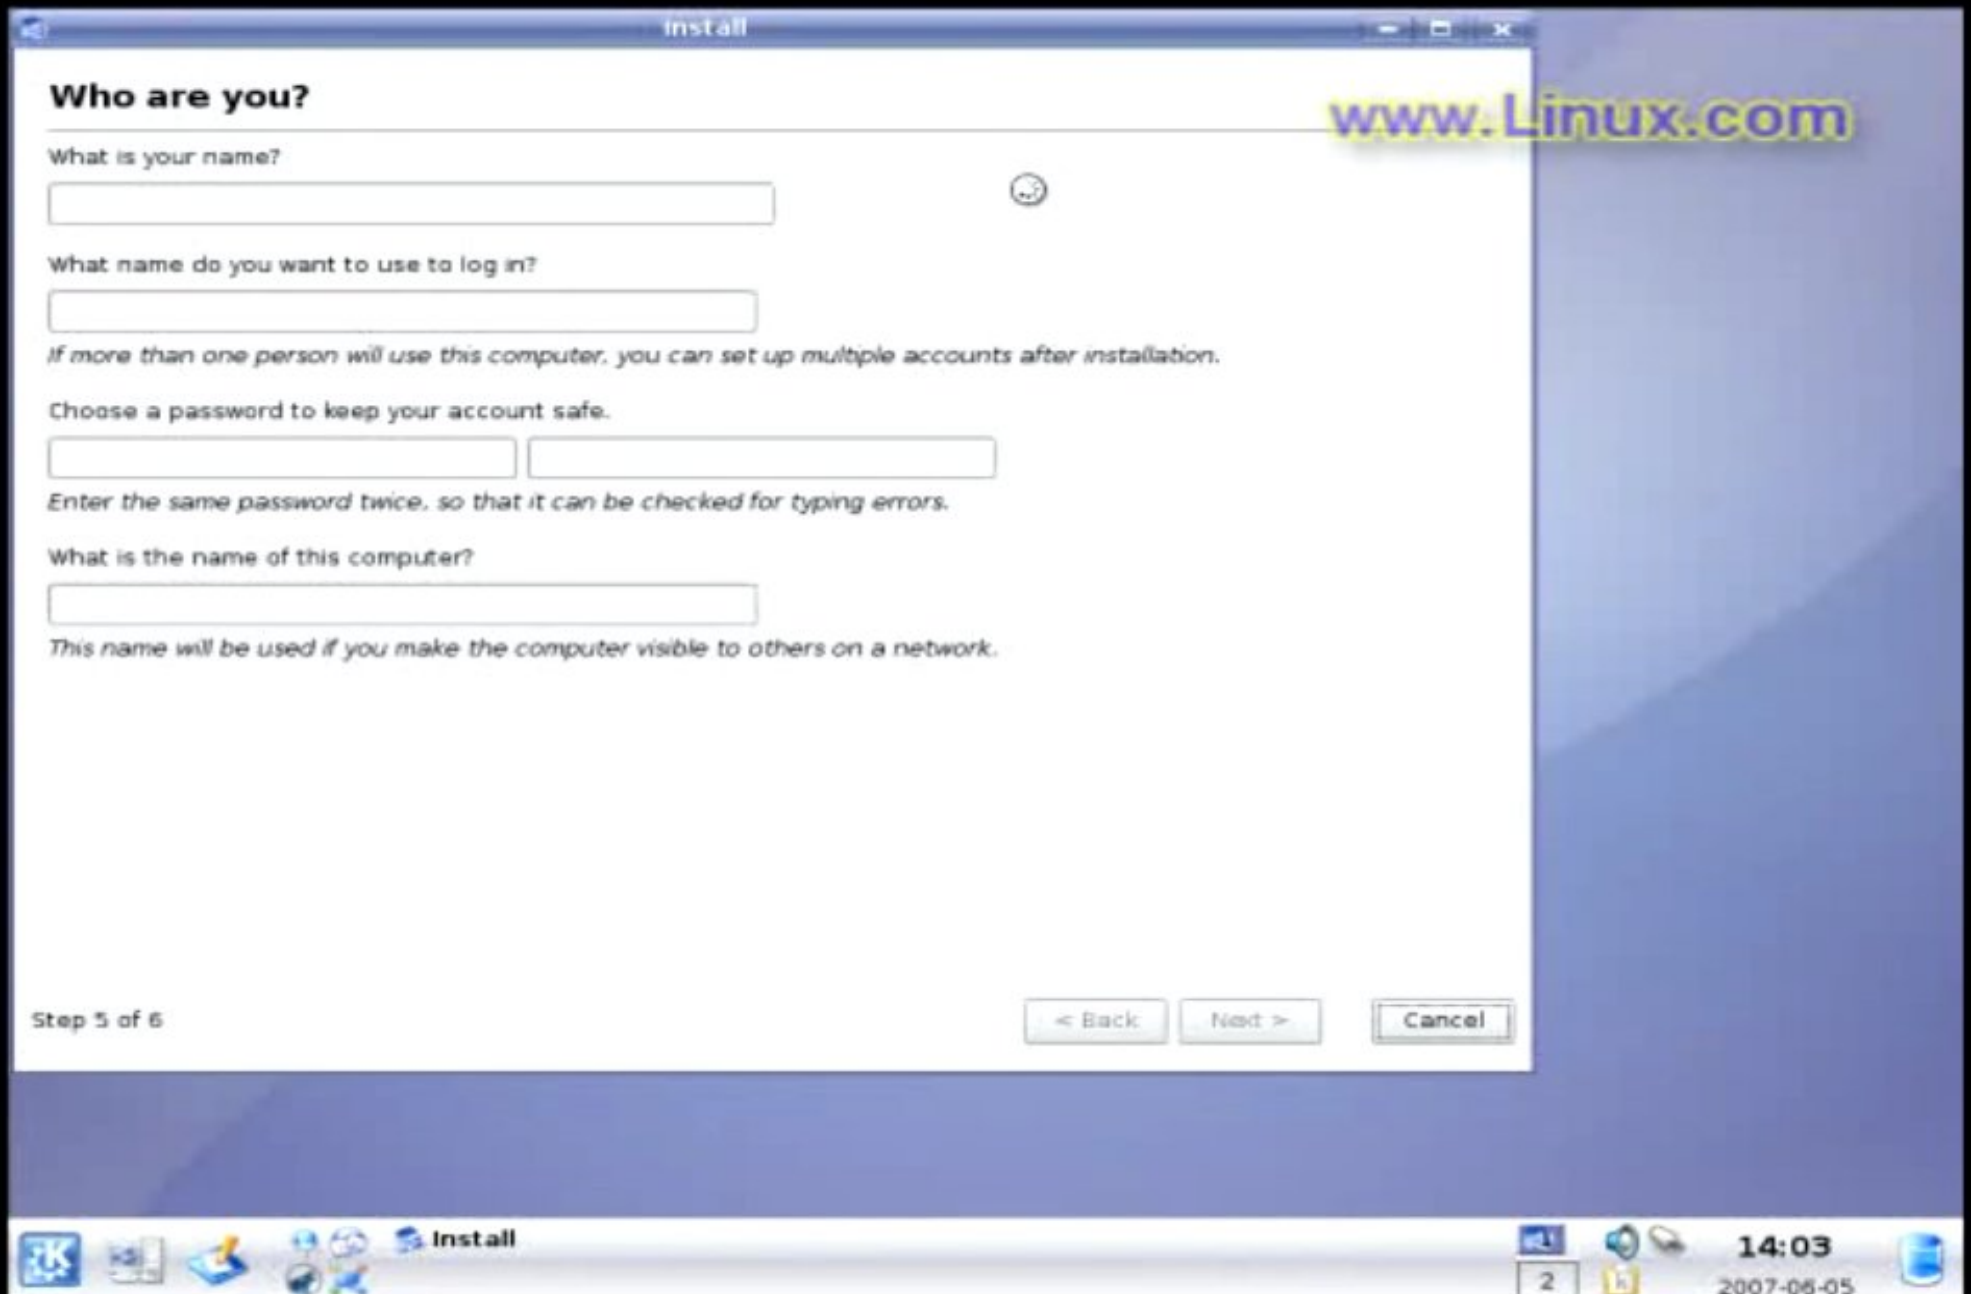 Install
Who are you?
www.Linux.com
What is your name?
What name do you want to use to log in?
If more than one person will use this computer, you can set up multiple accounts after installation.
Choose a password to keep your account safe.
Enter the same password twice, so that it can be checked for typing errors.
What is the name of this computer?
This name will be used if you make the computer visible to others on a network.
Step 5 of 6
< Back
Next >
Cancel
Install
1
14:03
2
2007-06-05